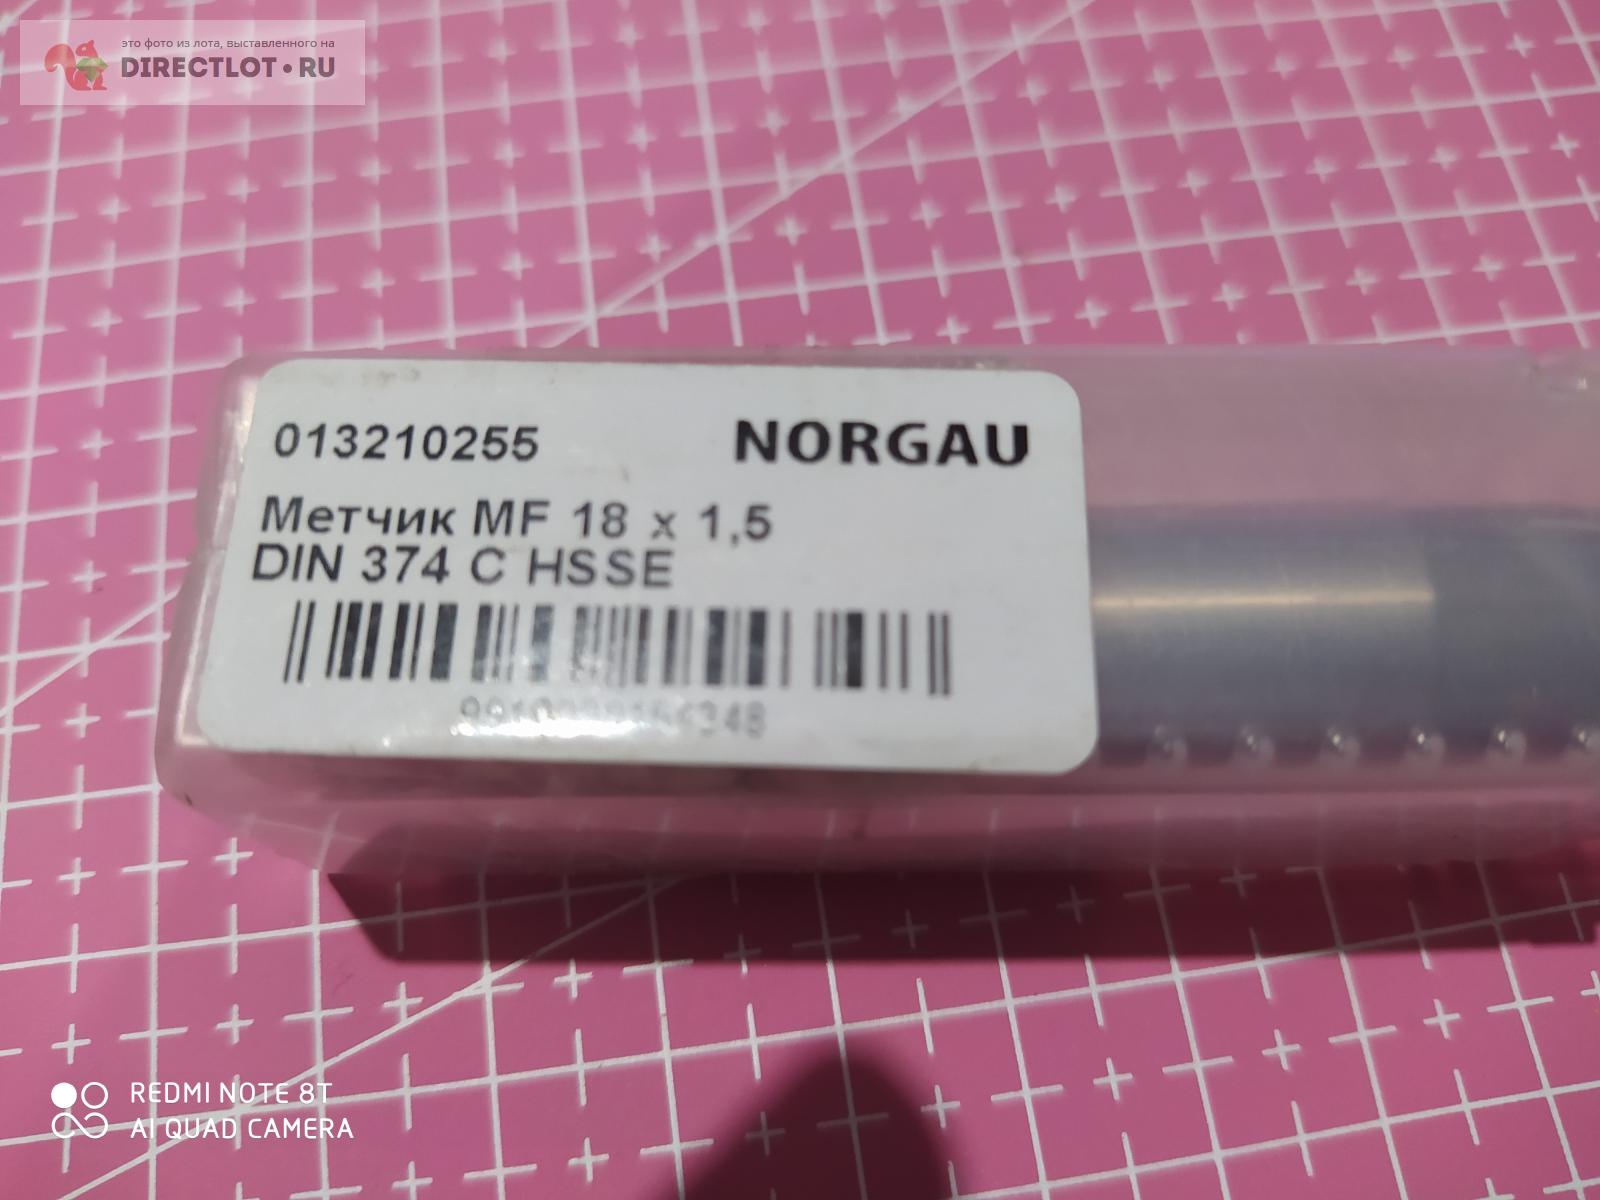 это фото из лота, выставленного на
DIRECTLOT•RU
013210255
NORGAU
Метчик MF 18 x 1,5
DIN 374 C HSSE
REDMI NOTE 8T
AI QUAD CAMERA